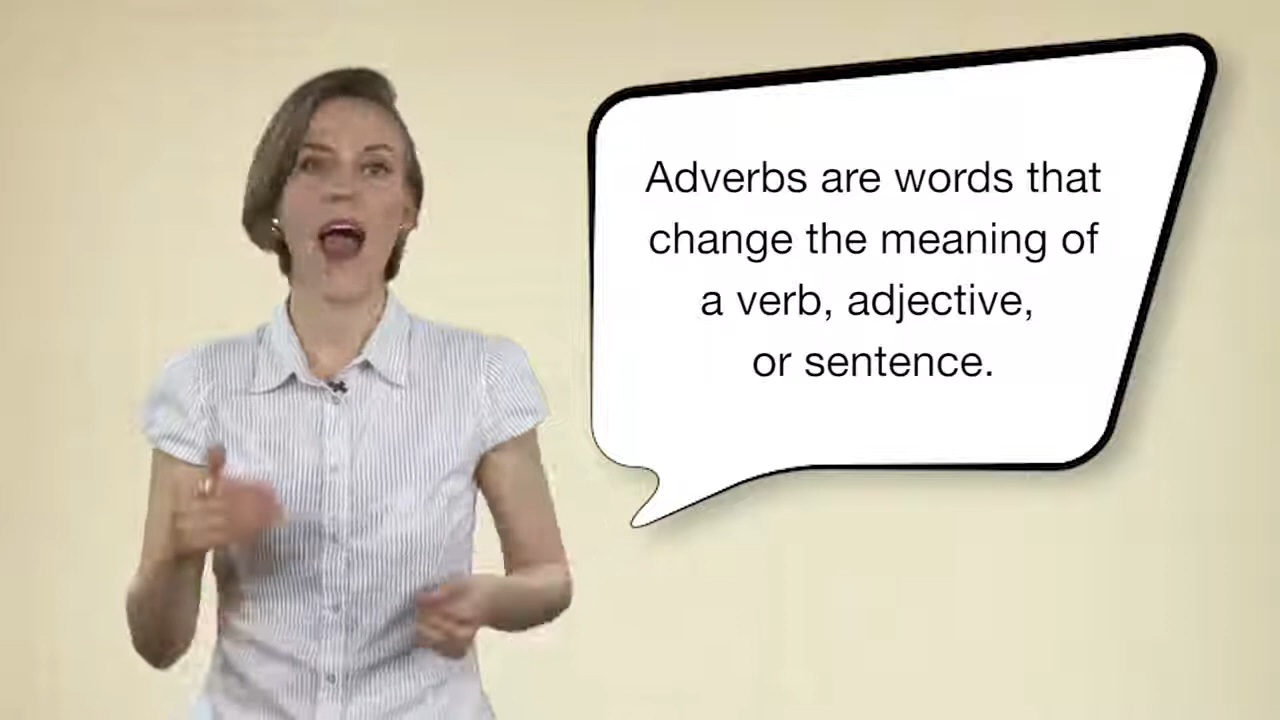 Adverbs are words that
change the meaning of
a verb, adjective,
or sentence.